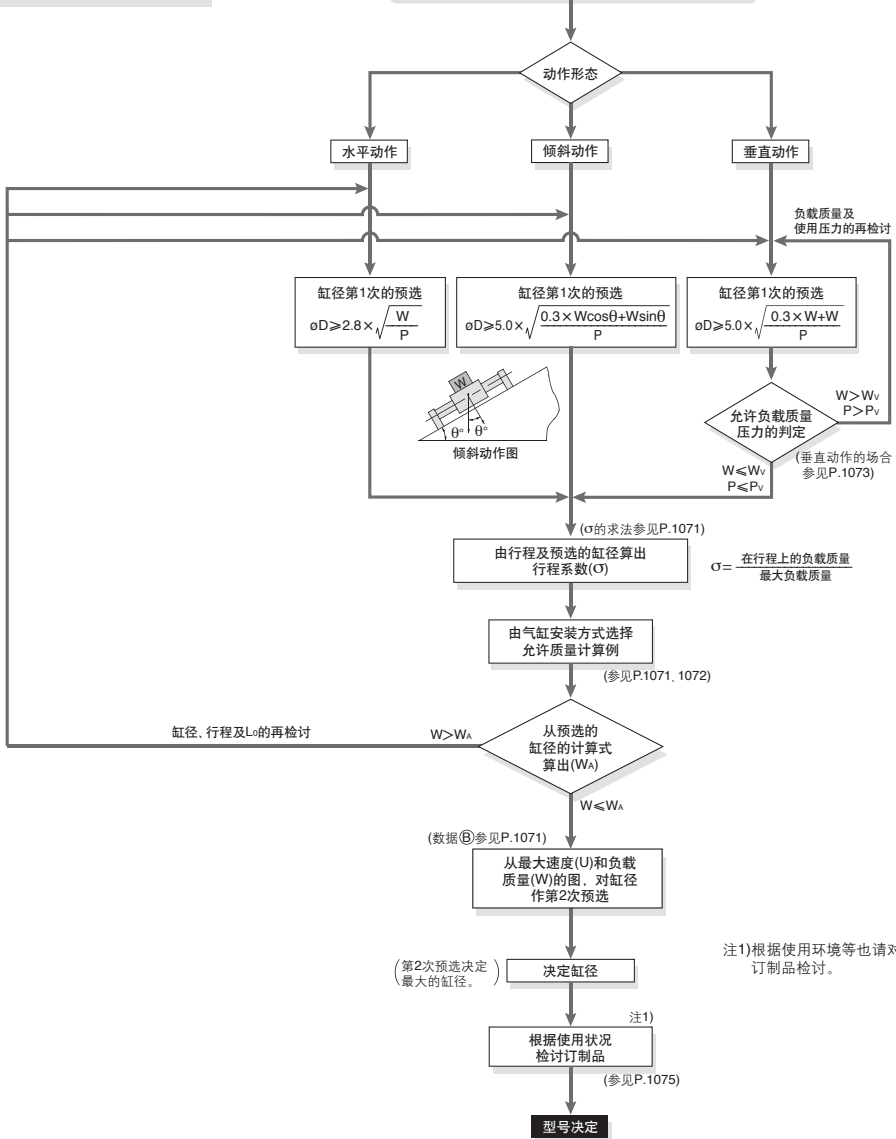 动作形态
水平动作
倾斜动作
垂直动作
负载质量及
使用压力的再检讨
缸径第1次的预选
øD≥2.8×√W/P
缸径第1次的预选
øD≥5.0×√0.3×Wcosθ+Wsinθ/P
缸径第1次的预选
øD≥5.0×√0.3×W+W/P
W
θ°
θ°
倾斜动作图
允许负载质量
压力的判定
W>Wv
P>Pv
(垂直动作的场合
参见P.1073)
W≤Wv
P≤Pv
(σ的求法参见P.1071)
由行程及预选的缸径算出
行程系数(σ)
σ=在行程上的负载质量/最大负载质量
由气缸安装方式选择
允许质量计算例
(参见P.1071、1072)
缸径、行程及L₀的再检讨
W>WA
从预选的
缸径的计算式
算出(WA)
W≤WA
(数据Ⓑ参见P.1071)
从最大速度(U)和负载
质量(W)的图，对缸径
作第2次预选
(第2次预选决定
最大的缸径。)
决定缸径
注1)根据使用环境等也请对
订制品检讨。
注1)
根据使用状况
检讨订制品
(参见P.1075)
型号决定